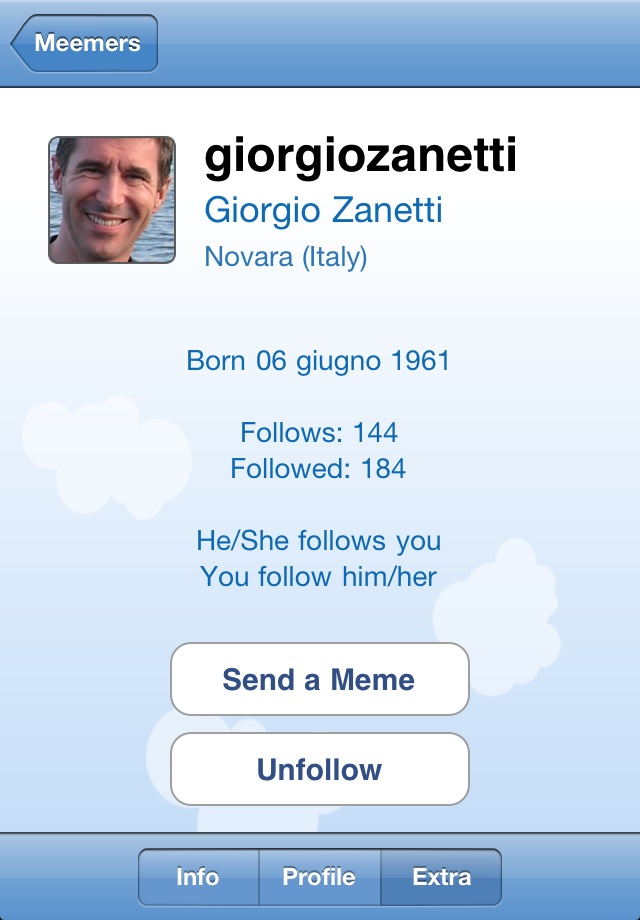 Meemers
giorgiozanetti
Giorgio Zanetti
Novara (Italy)
Born 06 giugno 1961
Follows: 144
Followed: 184
He/She follows you
You follow him/her
Send a Meme
Unfollow
Info
Profile
Extra